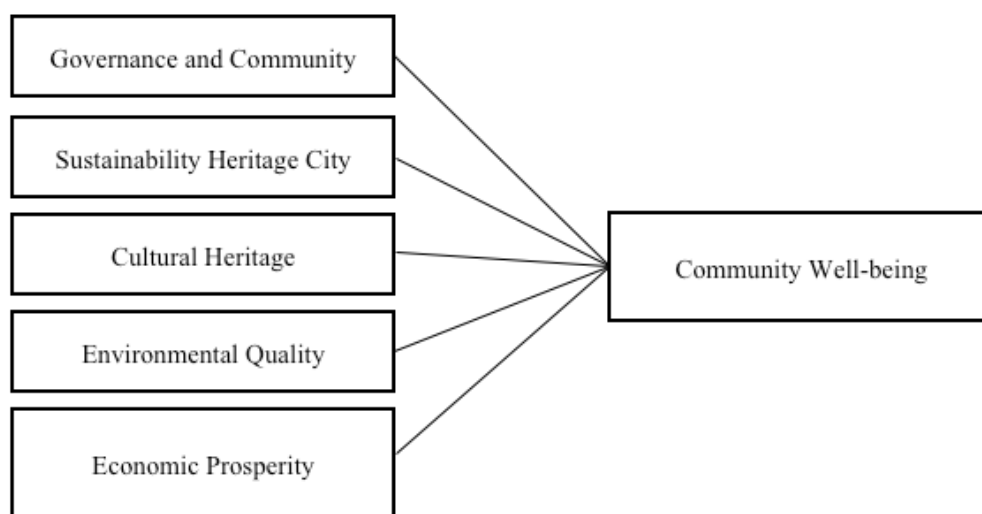 Governance and Community
Sustainability Heritage City
Cultural Heritage
Community Well-being
Environmental Quality
Economic Prosperity